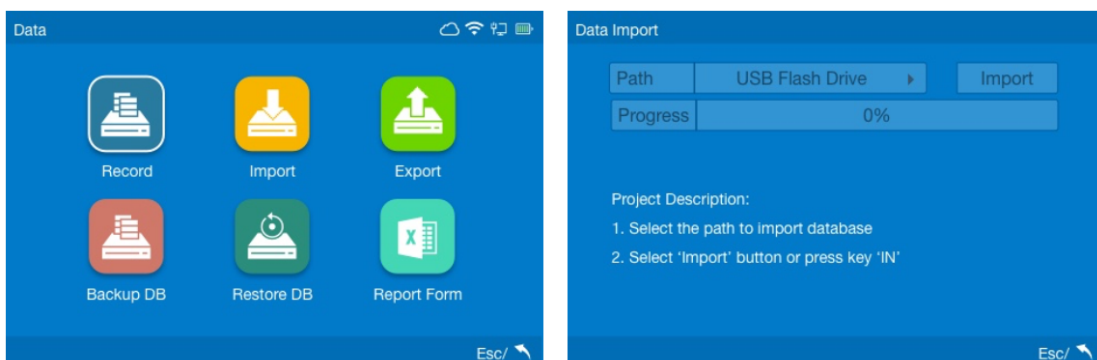 Data
Record Import Export
Backup DB Restore DB Report Form
Esc/
Data Import
Path USB Flash Drive Import
Progress 0%
Project Description:
1. Select the path to import database
2. Select ‘Import’ button or press key ‘IN’
Esc/